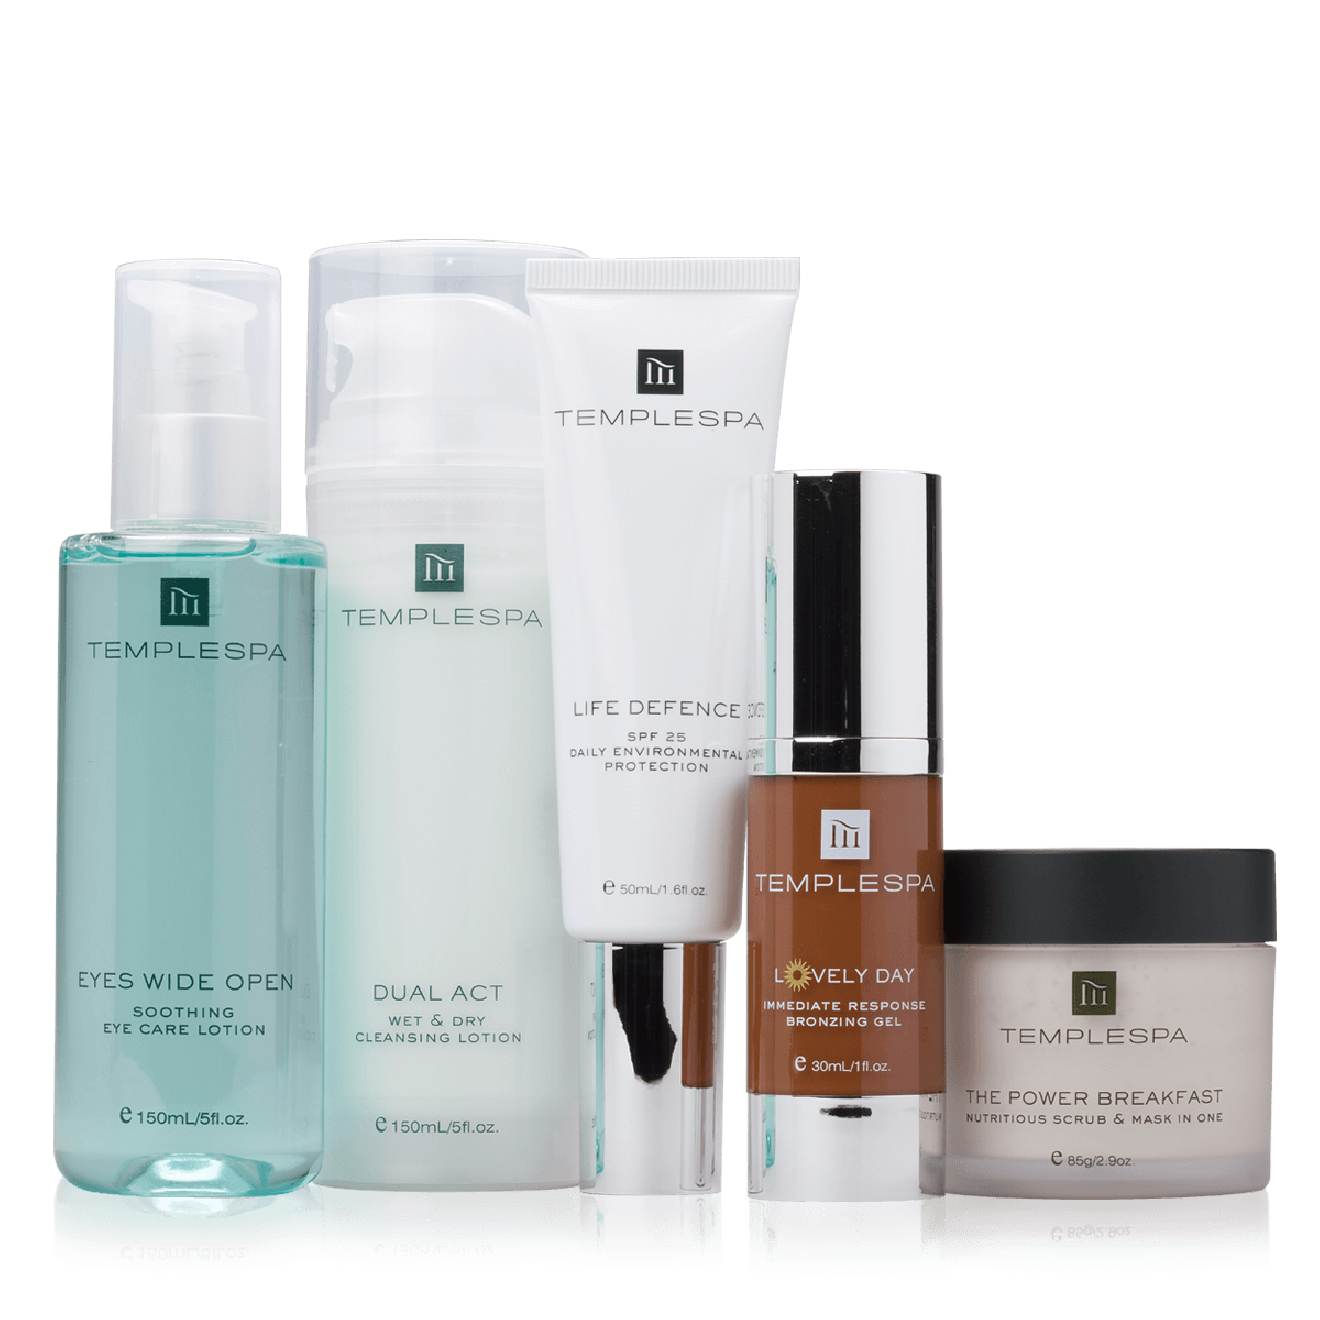 TEMPLESPA
EYES WIDE OPEN
SOOTHING
EYE CARE LOTION
e 150mL/5fl.oz.
TEMPLESPA
DUAL ACT
WET & DRY
CLEANSING LOTION
e 150mL/5fl.oz.
TEMPLESPA
LIFE DEFENCE
SPF 25
DAILY ENVIRONMENTAL
PROTECTION
e 50mL/1.6fl.oz.
TEMPLESPA
LOVELY DAY
IMMEDIATE RESPONSE
BRONZING GEL
e 30mL/1fl.oz.
TEMPLESPA
THE POWER BREAKFAST
NUTRITIOUS SCRUB & MASK IN ONE
e 85g/2.9oz.